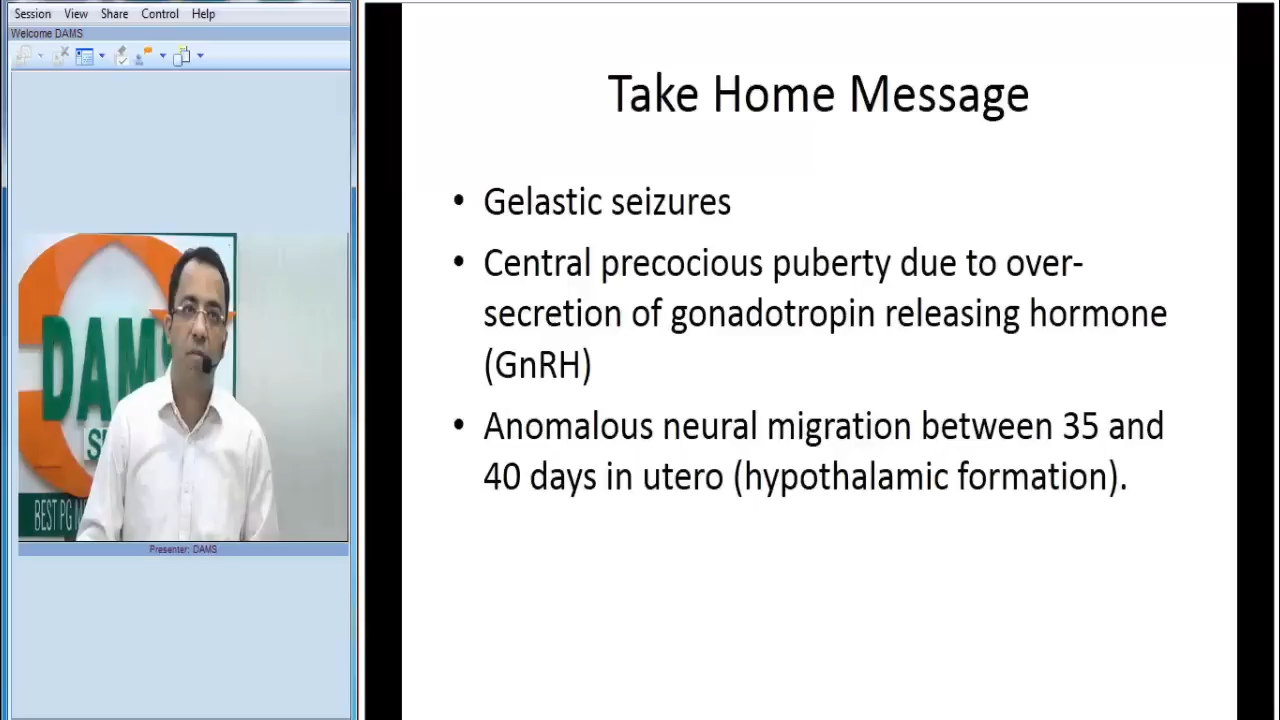 Session View Share Control Help
Welcome DAMS
DAMS
BEST PG
Presenter: DAMS
Take Home Message
• Gelastic seizures
• Central precocious puberty due to over-
secretion of gonadotropin releasing hormone
(GnRH)
• Anomalous neural migration between 35 and
40 days in utero (hypothalamic formation).